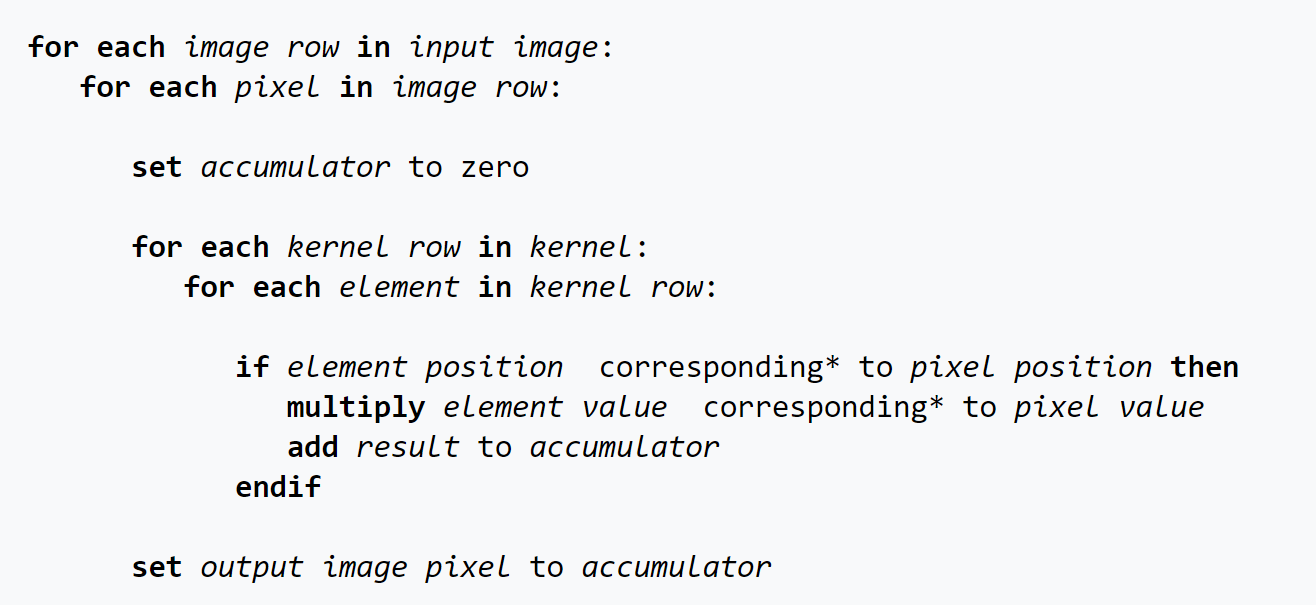 for each image row in input image:
for each pixel in image row:
set accumulator to zero
for each kernel row in kernel:
for each element in kernel row:
if element position corresponding* to pixel position then
multiply element value corresponding* to pixel value
add result to accumulator
endif
set output image pixel to accumulator